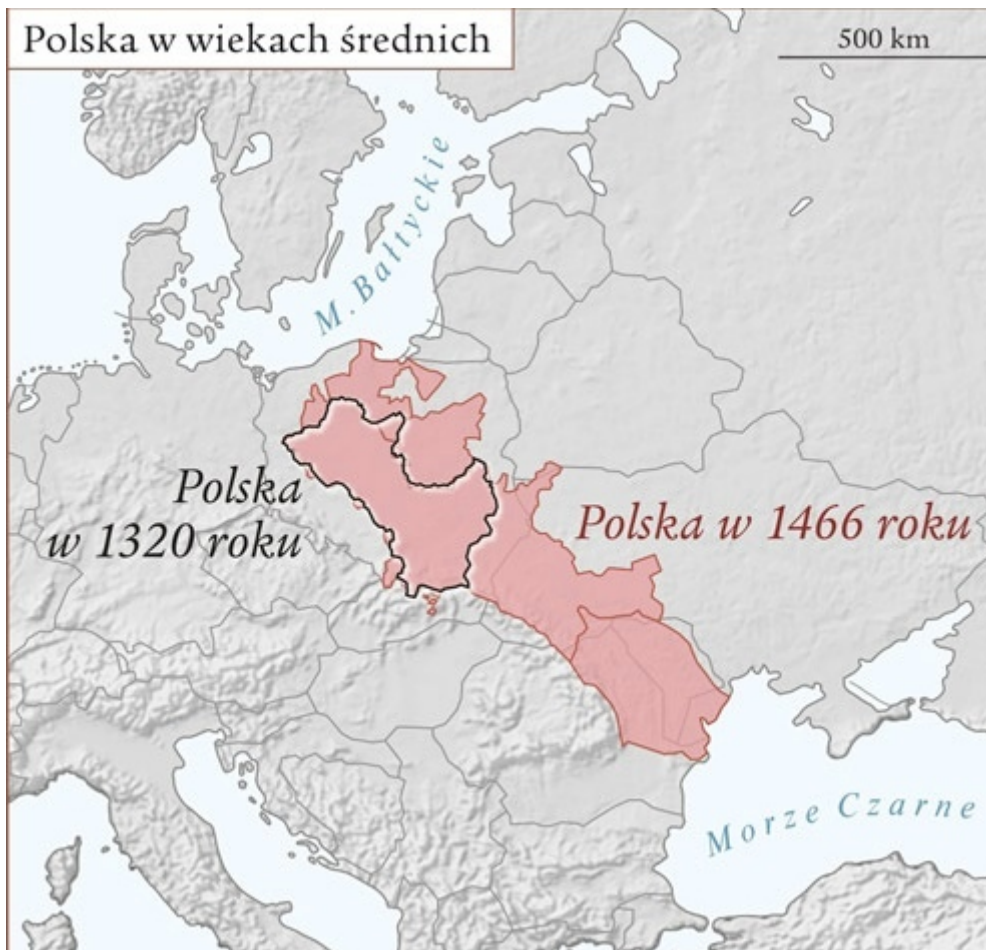 Polska w wiekach średnich
500 km
M. Bałtyckie
Polska
w 1320 roku
Polska w 1466 roku
Morze Czarne